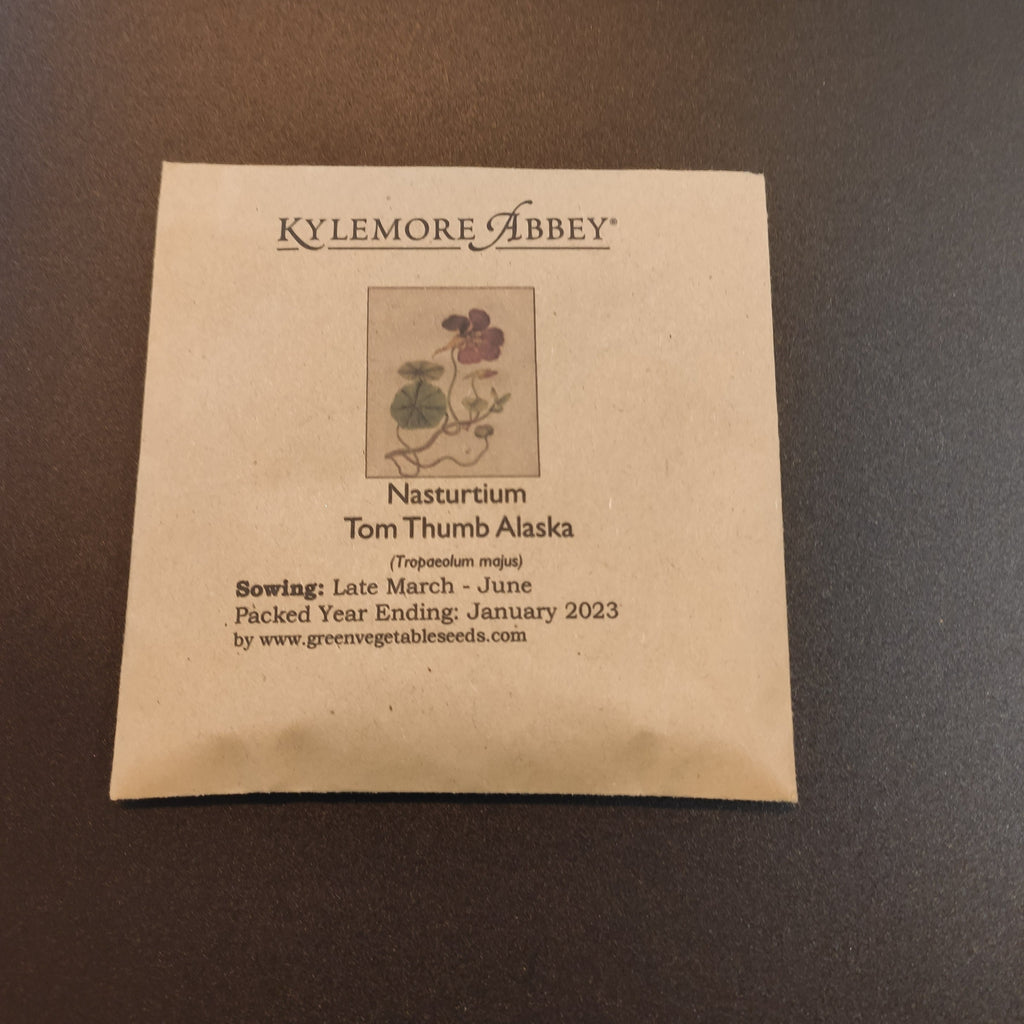 KYLEMORE ABBEY®
Nasturtium
Tom Thumb Alaska
(Tropaeolum majus)
Sowing: Late March - June
Packed Year Ending: January 2023
by www.greenvegetableseeds.com